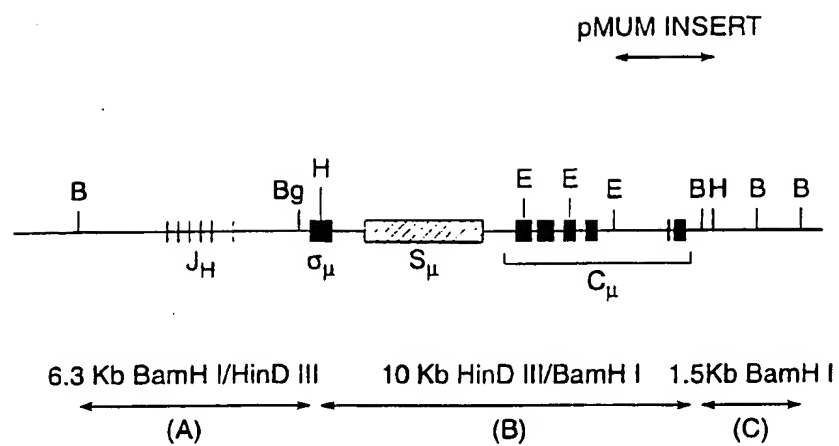 pMUM INSERT
H
B Bg E E E B H B B
J_H σ_μ S_μ C_μ
6.3 Kb BamH I/HinD III 10 Kb HinD III/BamH I 1.5Kb BamH I
(A) (B) (C)